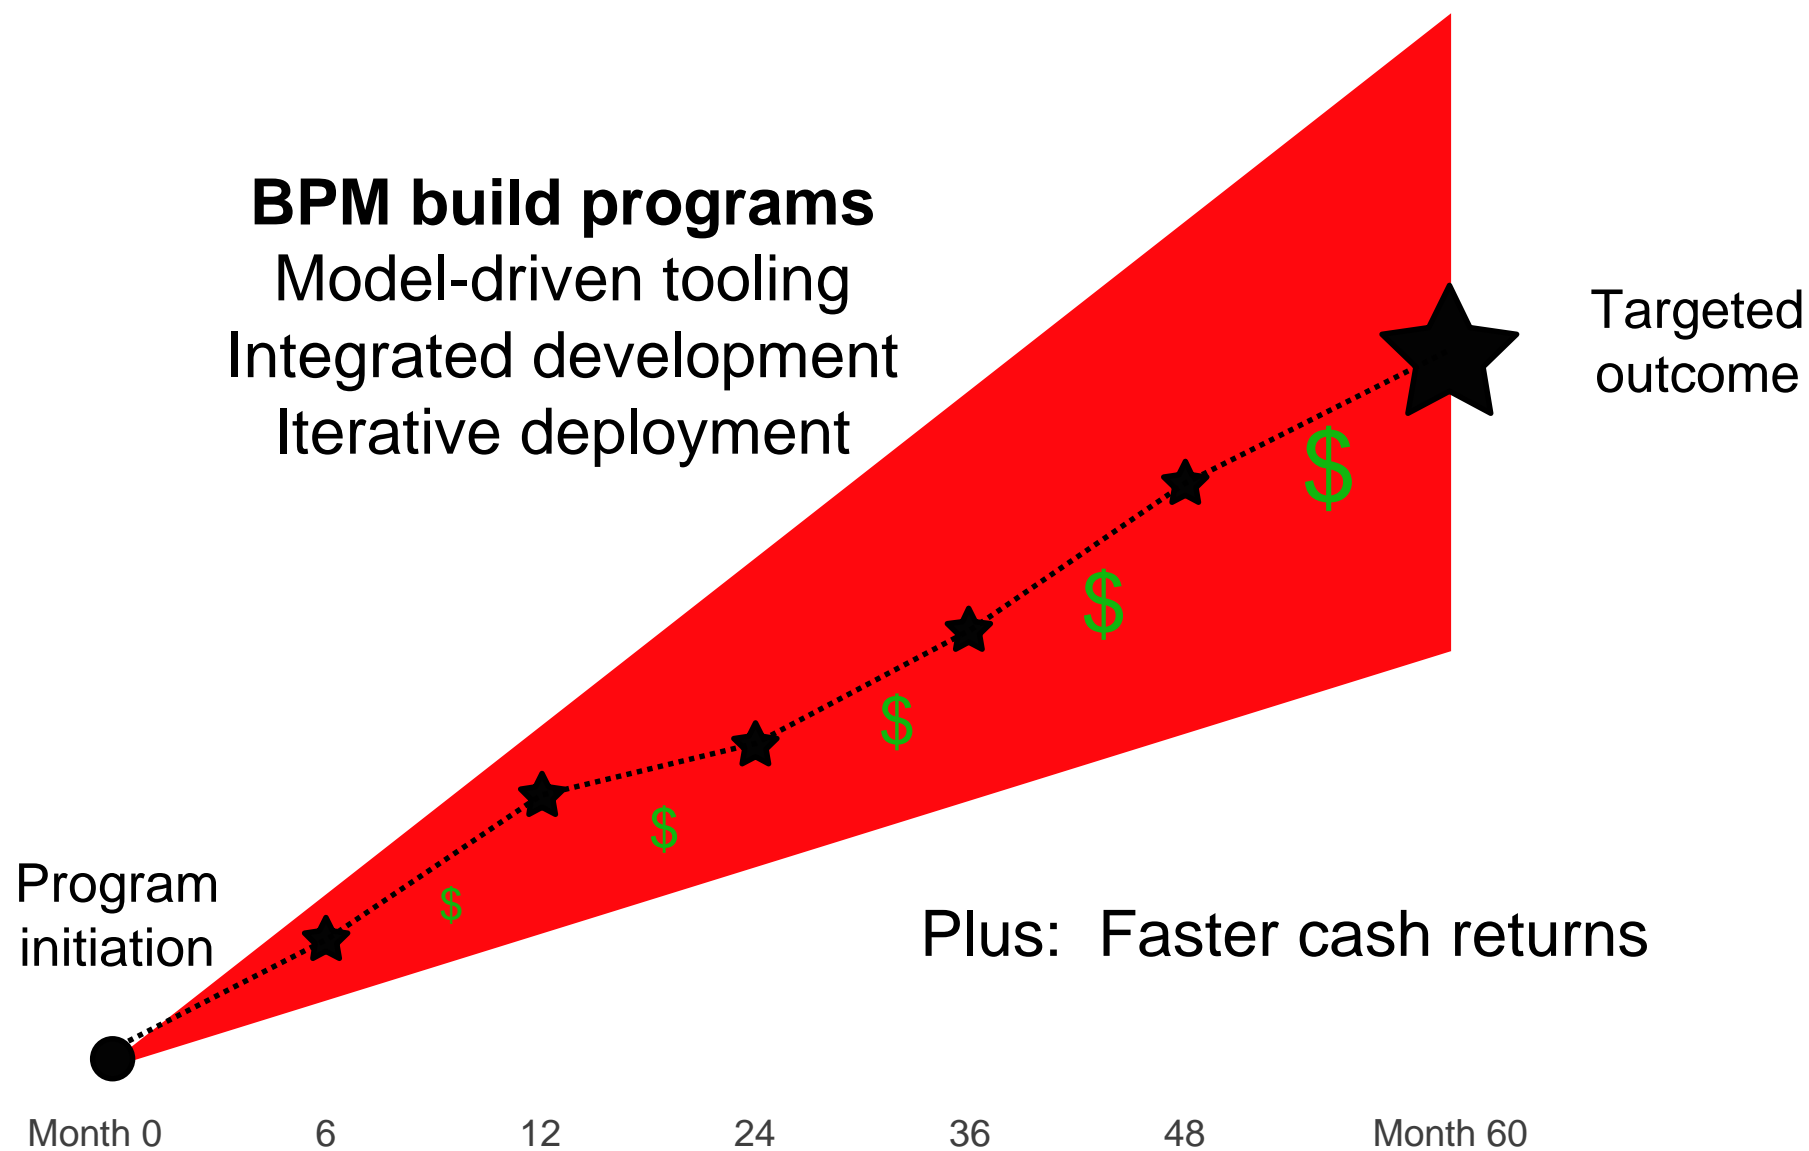 BPM build programs
Model-driven tooling
Integrated development
Iterative deployment
Targeted
outcome
$
$
$
$
$
Program
initiation
Plus:  Faster cash returns
Month 0 6 12 24 36 48 Month 60